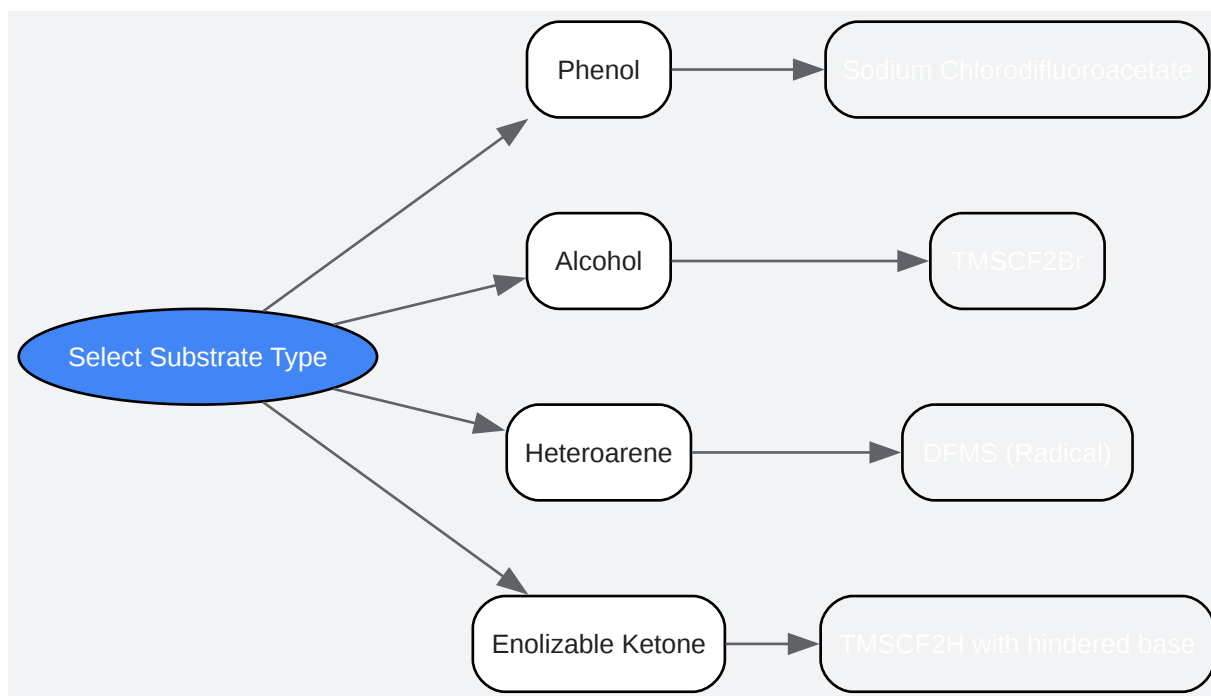 Phenol
Sodium Chlorodifluoroacetate
Alcohol
TMSCF2Br
Select Substrate Type
Heteroarene
DFMS (Radical)
Enolizable Ketone
TMSCF2H with hindered base